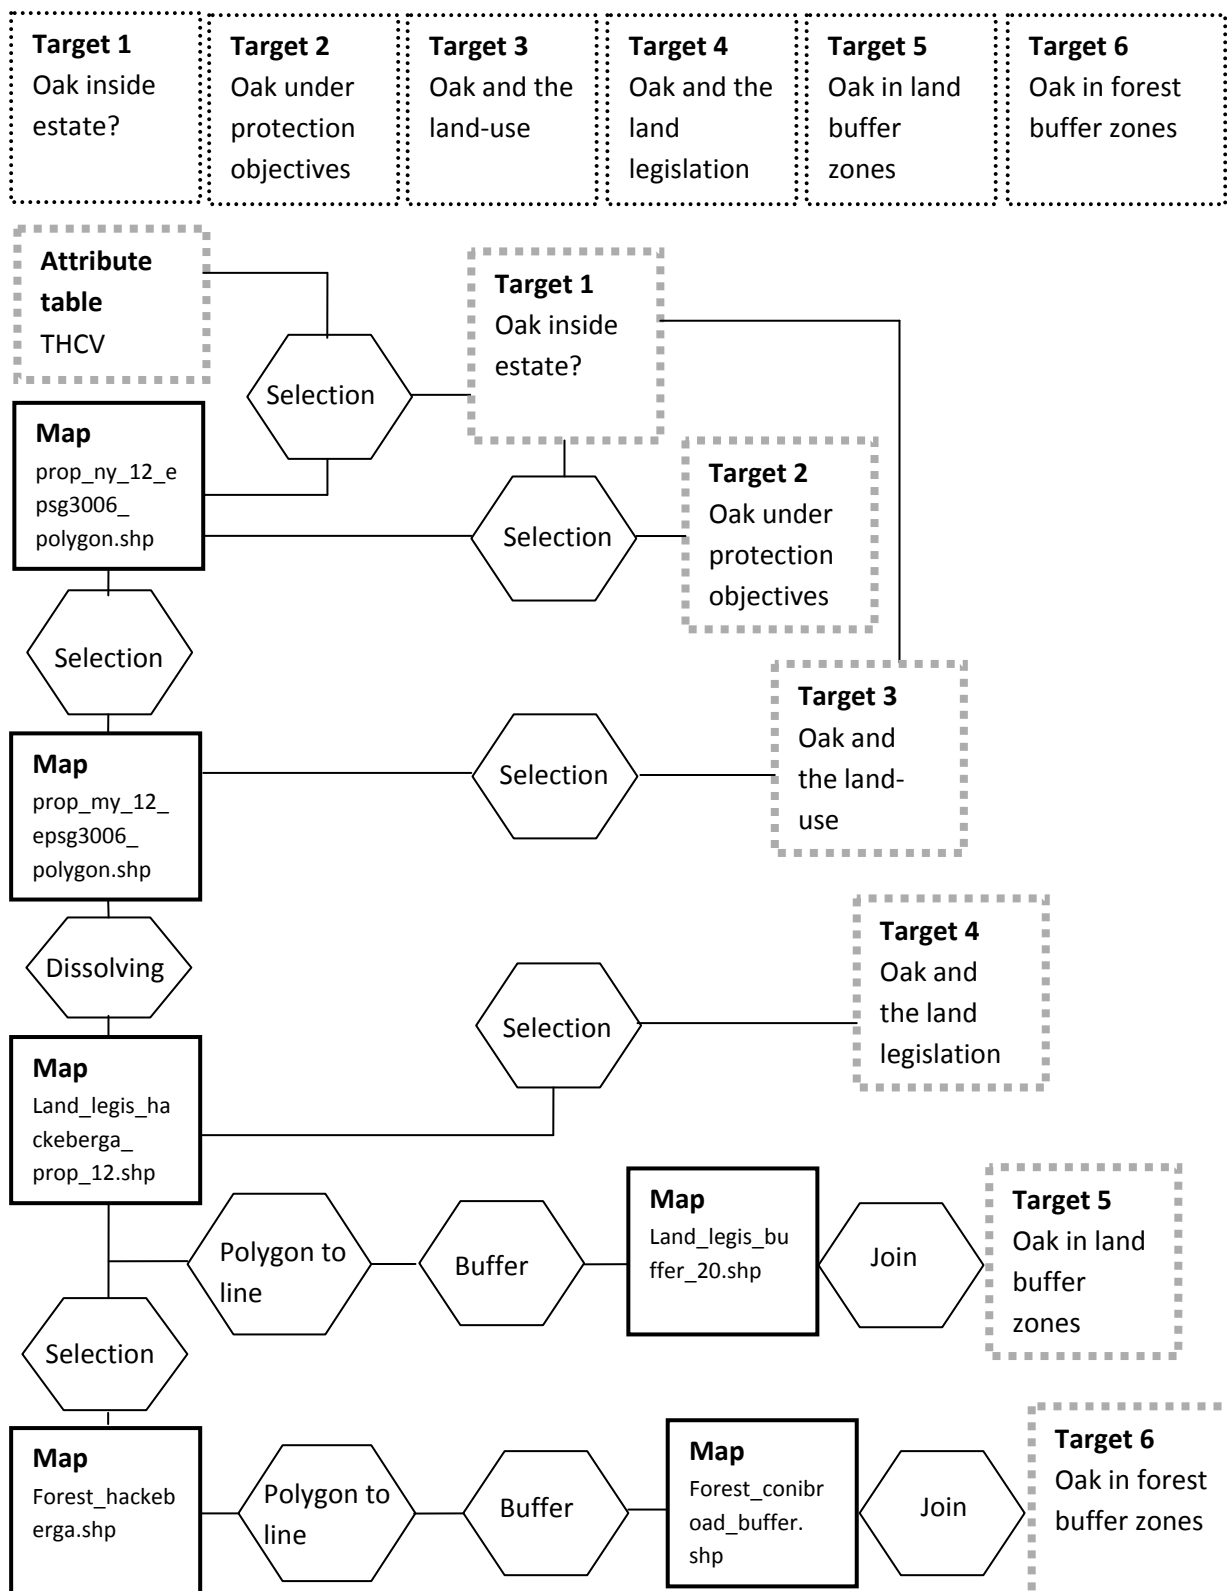 Target 1
Oak inside
estate?
Target 2
Oak under
protection
objectives
Target 3
Oak and the
land-use
Target 4
Oak and the
land
legislation
Target 5
Oak in land
buffer
zones
Target 6
Oak in forest
buffer zones
Attribute
table
THCV
Selection
Target 1
Oak inside
estate?
Map
prop_ny_12_e
psg3006_
polygon.shp
Selection
Target 2
Oak under
protection
objectives
Selection
Target 3
Oak and
the land-
use
Map
prop_my_12_
epsg3006_
polygon.shp
Selection
Target 4
Oak and
the land
legislation
Dissolving
Selection
Map
Land_legis_ha
ckeberga_
prop_12.shp
Polygon to
line
Buffer
Map
Land_legis_bu
ffer_20.shp
Join
Target 5
Oak in land
buffer
zones
Selection
Map
Forest_hackeb
erga.shp
Polygon to
line
Buffer
Map
Forest_conibr
oad_buffer.
shp
Join
Target 6
Oak in forest
buffer zones